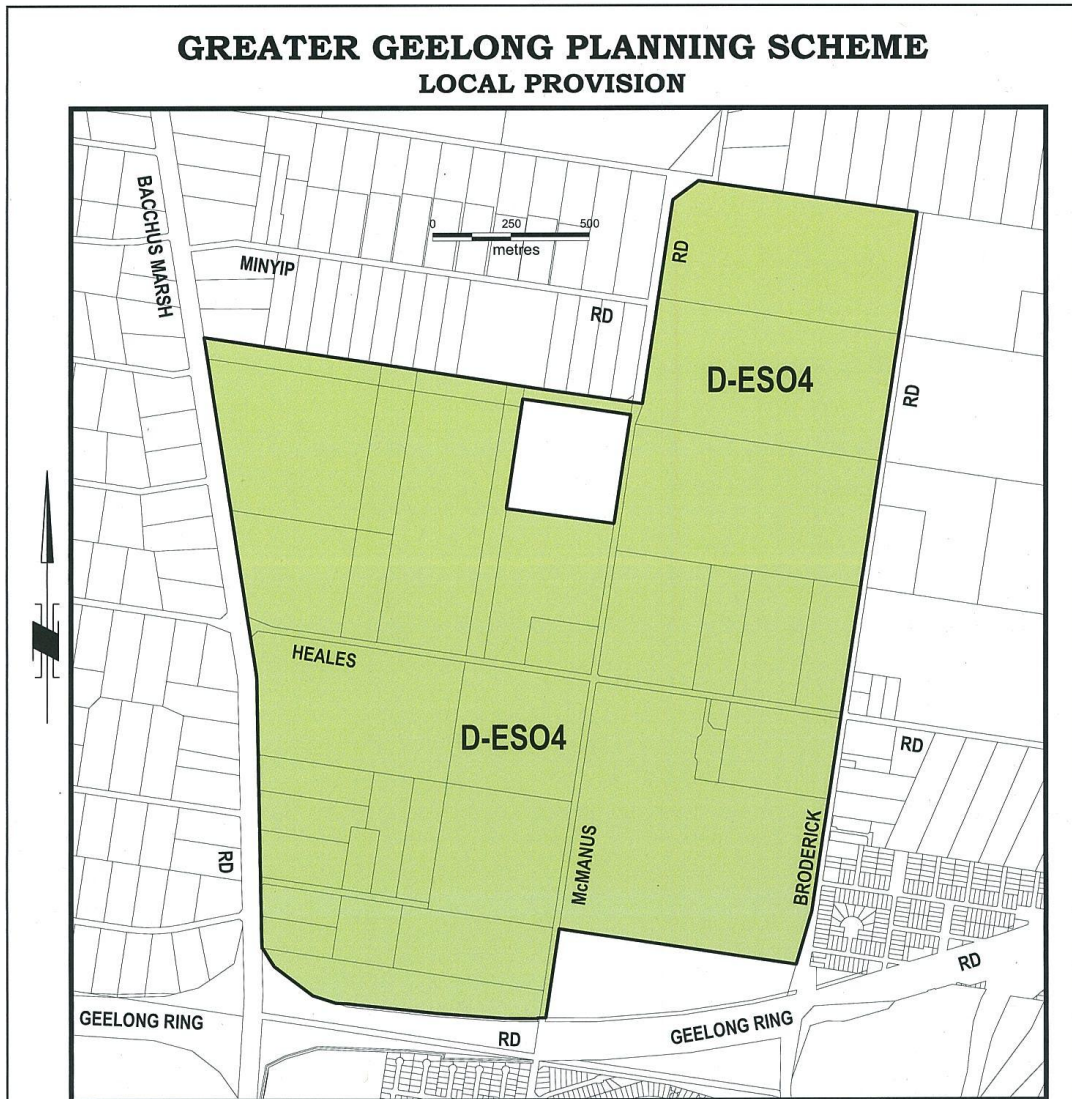 GREATER GEELONG PLANNING SCHEME
LOCAL PROVISION
BACCHUS MARSH
0 250 500
metres
MINYIP
RD
RD
RD
D-ESO4
HEALES
D-ESO4
RD
McMANUS
BRODERICK
RD
RD
GEELONG RING
RD
GEELONG RING
RD